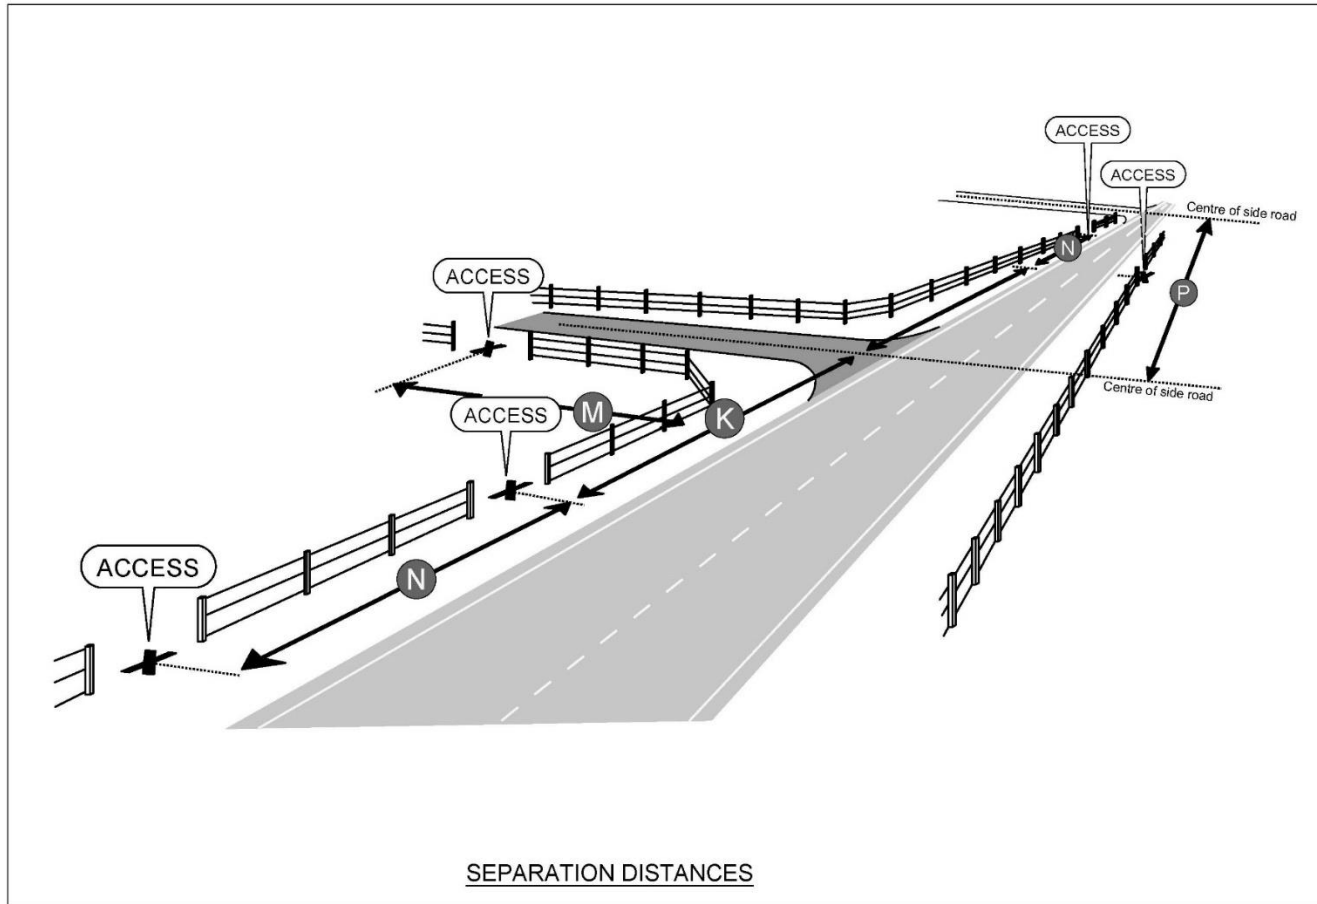 ACCESS
ACCESS
Centre of side road
N
ACCESS
P
Centre of side road
M
ACCESS
K
N
ACCESS
SEPARATION DISTANCES